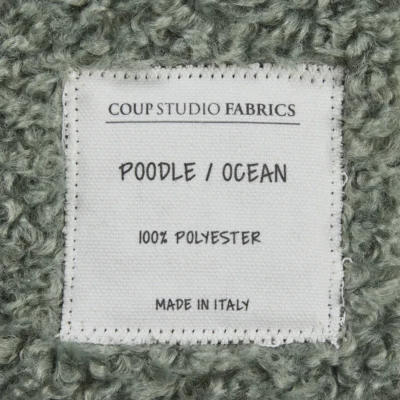 COUP STUDIO FABRICS
POODLE / OCEAN
100% POLYESTER
MADE IN ITALY